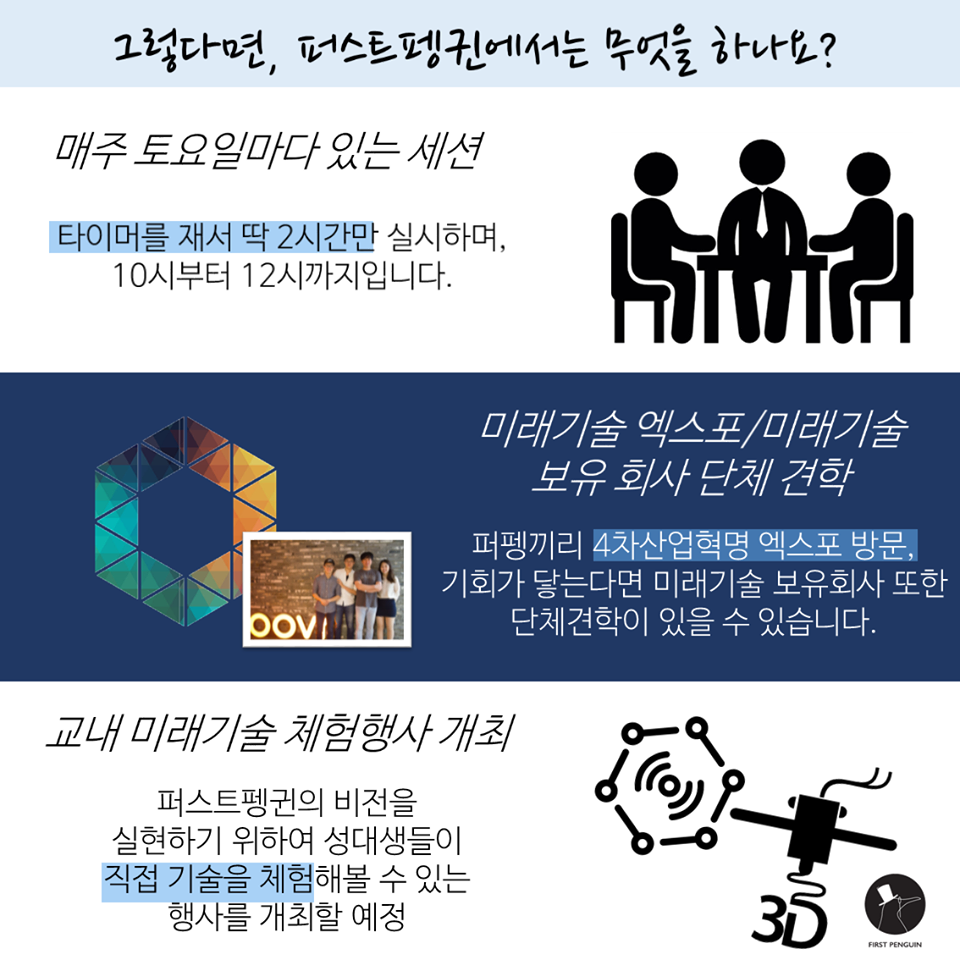 그렇다면, 퍼스트펭귄에서는 무엇을 하나요?
매주 토요일마다 있는 세션
타이머를 재서 딱 2시간만 실시하며,
10시부터 12시까지입니다.
미래기술 엑스포/미래기술
보유 회사 단체 견학
퍼펭끼리 4차산업혁명 엑스포 방문,
기회가 닿는다면 미래기술 보유회사 또한
단체견학이 있을 수 있습니다.
OOVI
교내 미래기술 체험행사 개최
퍼스트펭귄의 비전을
실현하기 위하여 성대생들이
직접 기술을 체험해볼 수 있는
행사를 개최할 예정
3D
FIRST PENGUIN